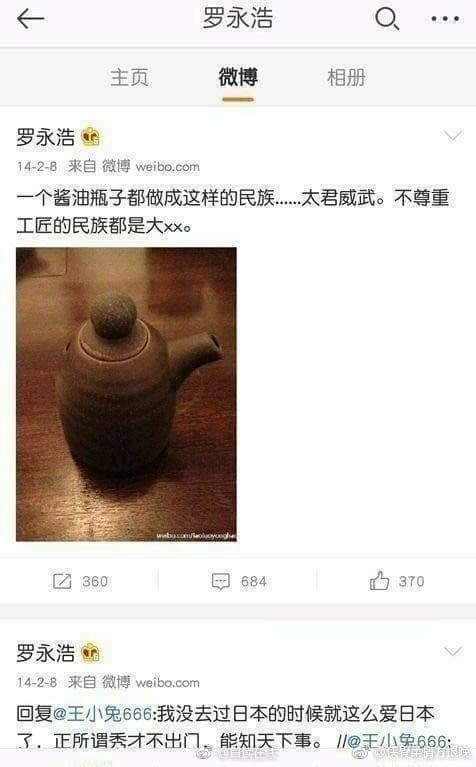 罗永浩
主页 微博 相册
罗永浩
14-2-8 来自 微博 weibo.com
一个酱油瓶子都做成这样的民族......太君威武。不尊重
工匠的民族都是大xx。
weibo.com/laoluoyonghao
360 684 370
罗永浩
14-2-8 来自 微博 weibo.com
回复@王小兔666:我没去过日本的时候就这么爱日本
了，正所谓秀才不出门，能知天下事。 //@王小兔666: